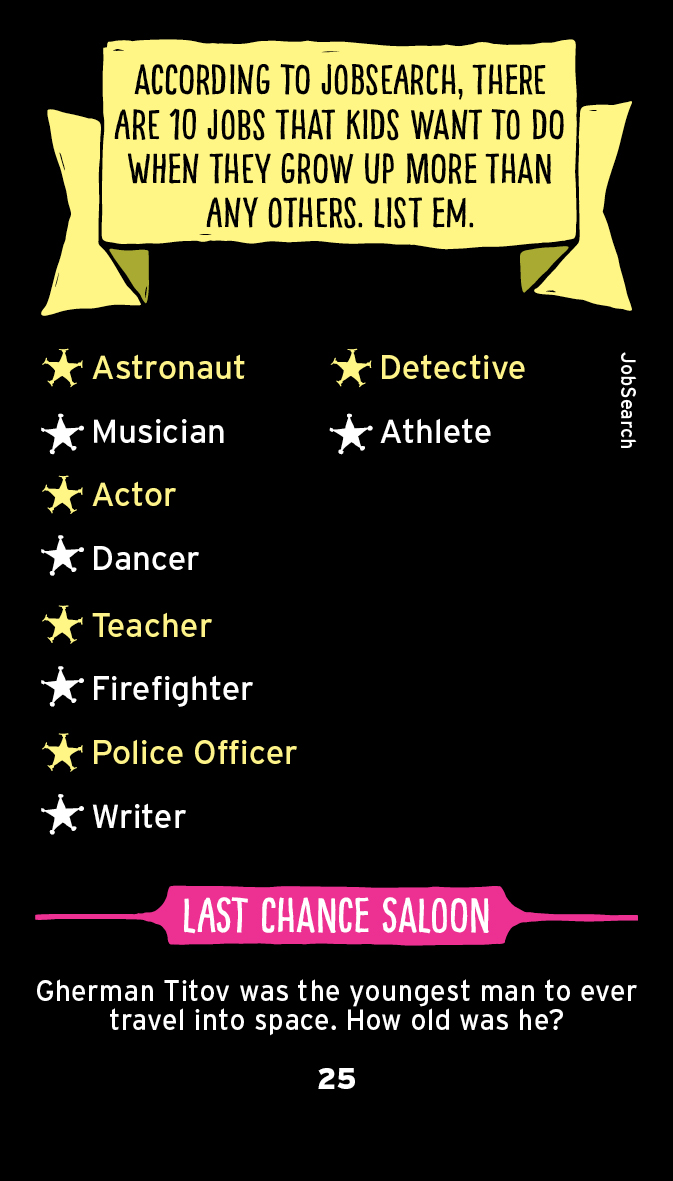 ACCORDING TO JOBSEARCH, THERE
ARE 10 JOBS THAT KIDS WANT TO DO
WHEN THEY GROW UP MORE THAN
ANY OTHERS. LIST EM.
Astronaut
Musician
Actor
Dancer
Teacher
Firefighter
Police Officer
Writer
Detective
Athlete
JobSearch
LAST CHANCE SALOON
Gherman Titov was the youngest man to ever
travel into space. How old was he?
25